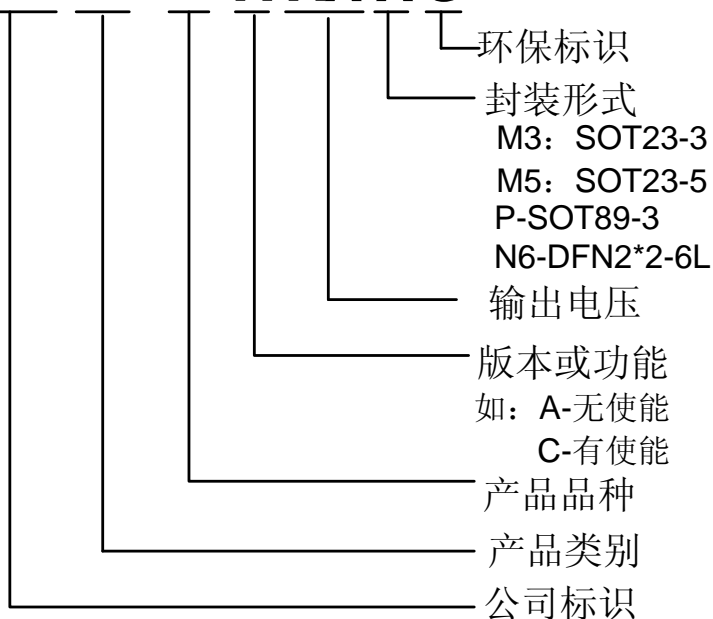 环保标识
封装形式
M3：SOT23-3
M5：SOT23-5
P-SOT89-3
N6-DFN2*2-6L
输出电压
版本或功能
如：A-无使能
C-有使能
产品品种
产品类别
公司标识